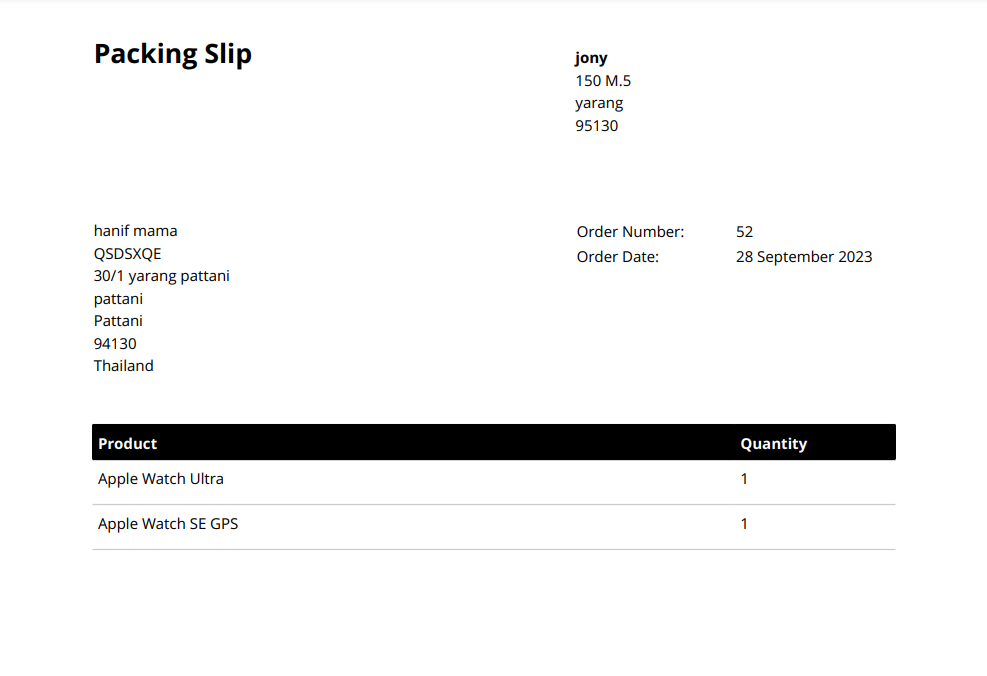 Packing Slip
jony
150 M.5
yarang
95130
hanif mama
QSDSXQE
30/1 yarang pattani
pattani
Pattani
94130
Thailand
Order Number: 52
Order Date: 28 September 2023
Product Quantity
Apple Watch Ultra 1
Apple Watch SE GPS 1